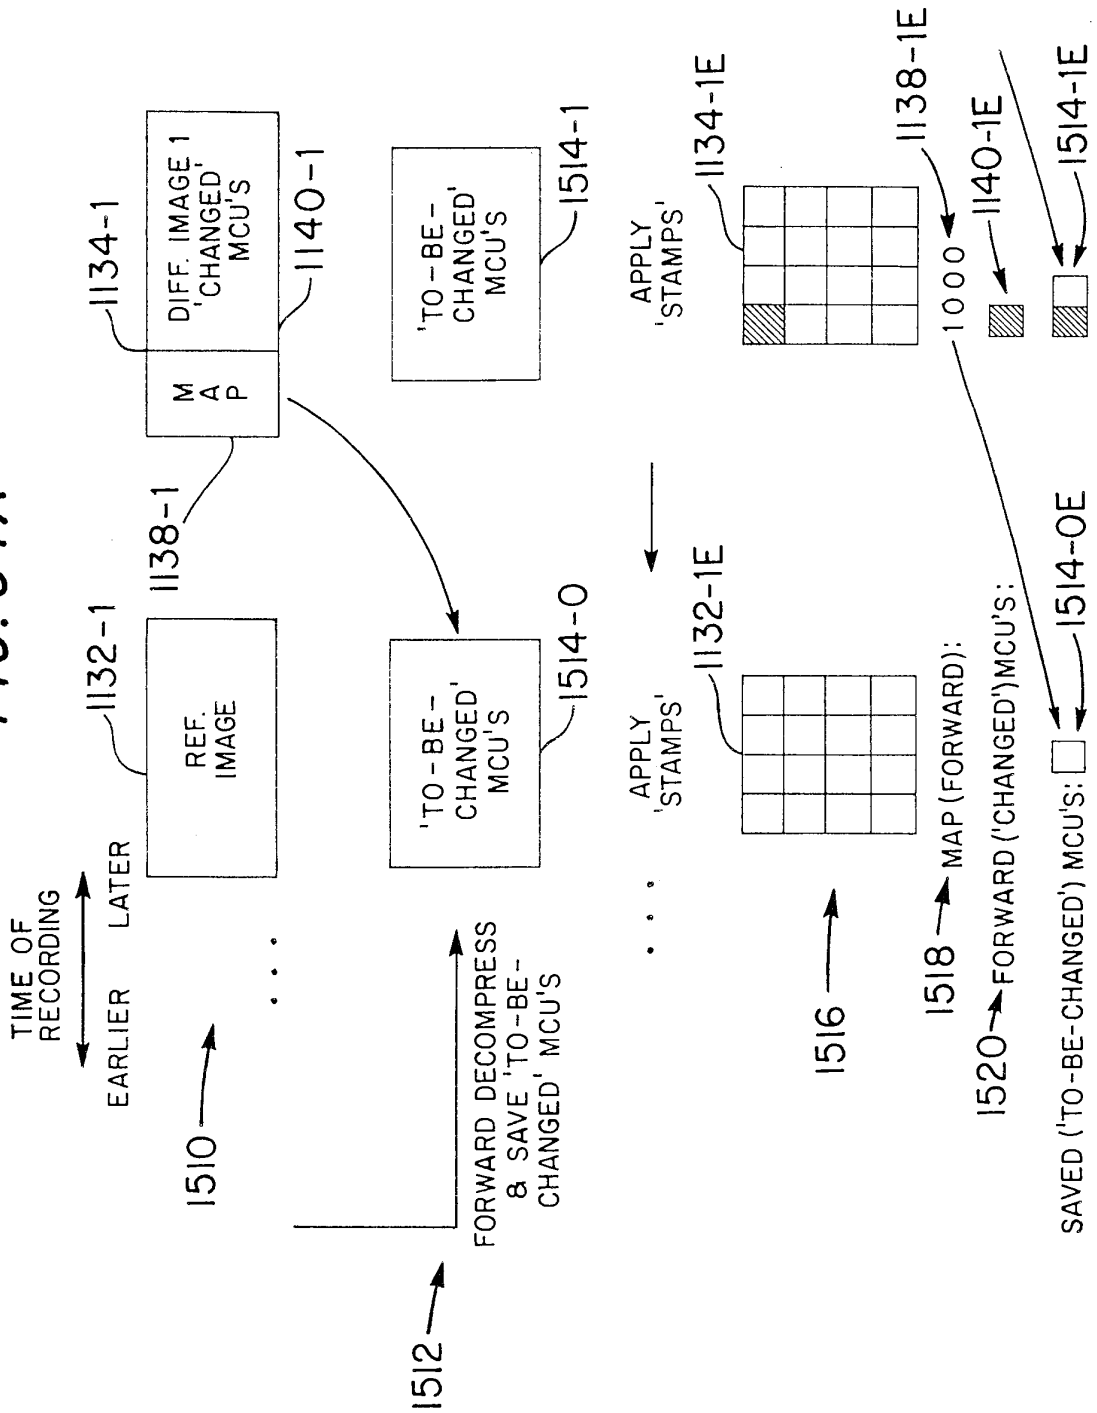 TIME OF
RECORDING
EARLIER LATER
1132-1
1134-1
1510
REF.
IMAGE
M
A
P
DIFF. IMAGE 1
'CHANGED'
MCU'S
1138-1
1140-1
1512
FORWARD DECOMPRESS
& SAVE 'TO-BE-
CHANGED' MCU'S
'TO-BE-
CHANGED'
MCU'S
1514-0
'TO-BE-
CHANGED'
MCU'S
1514-1
APPLY
'STAMPS'
APPLY
'STAMPS'
1132-1E
1134-1E
1516
1518
MAP (FORWARD):
1000
1138-1E
1520
FORWARD ('CHANGED') MCU'S:
1140-1E
SAVED ('TO-BE-CHANGED') MCU'S:
1514-0E
1514-1E